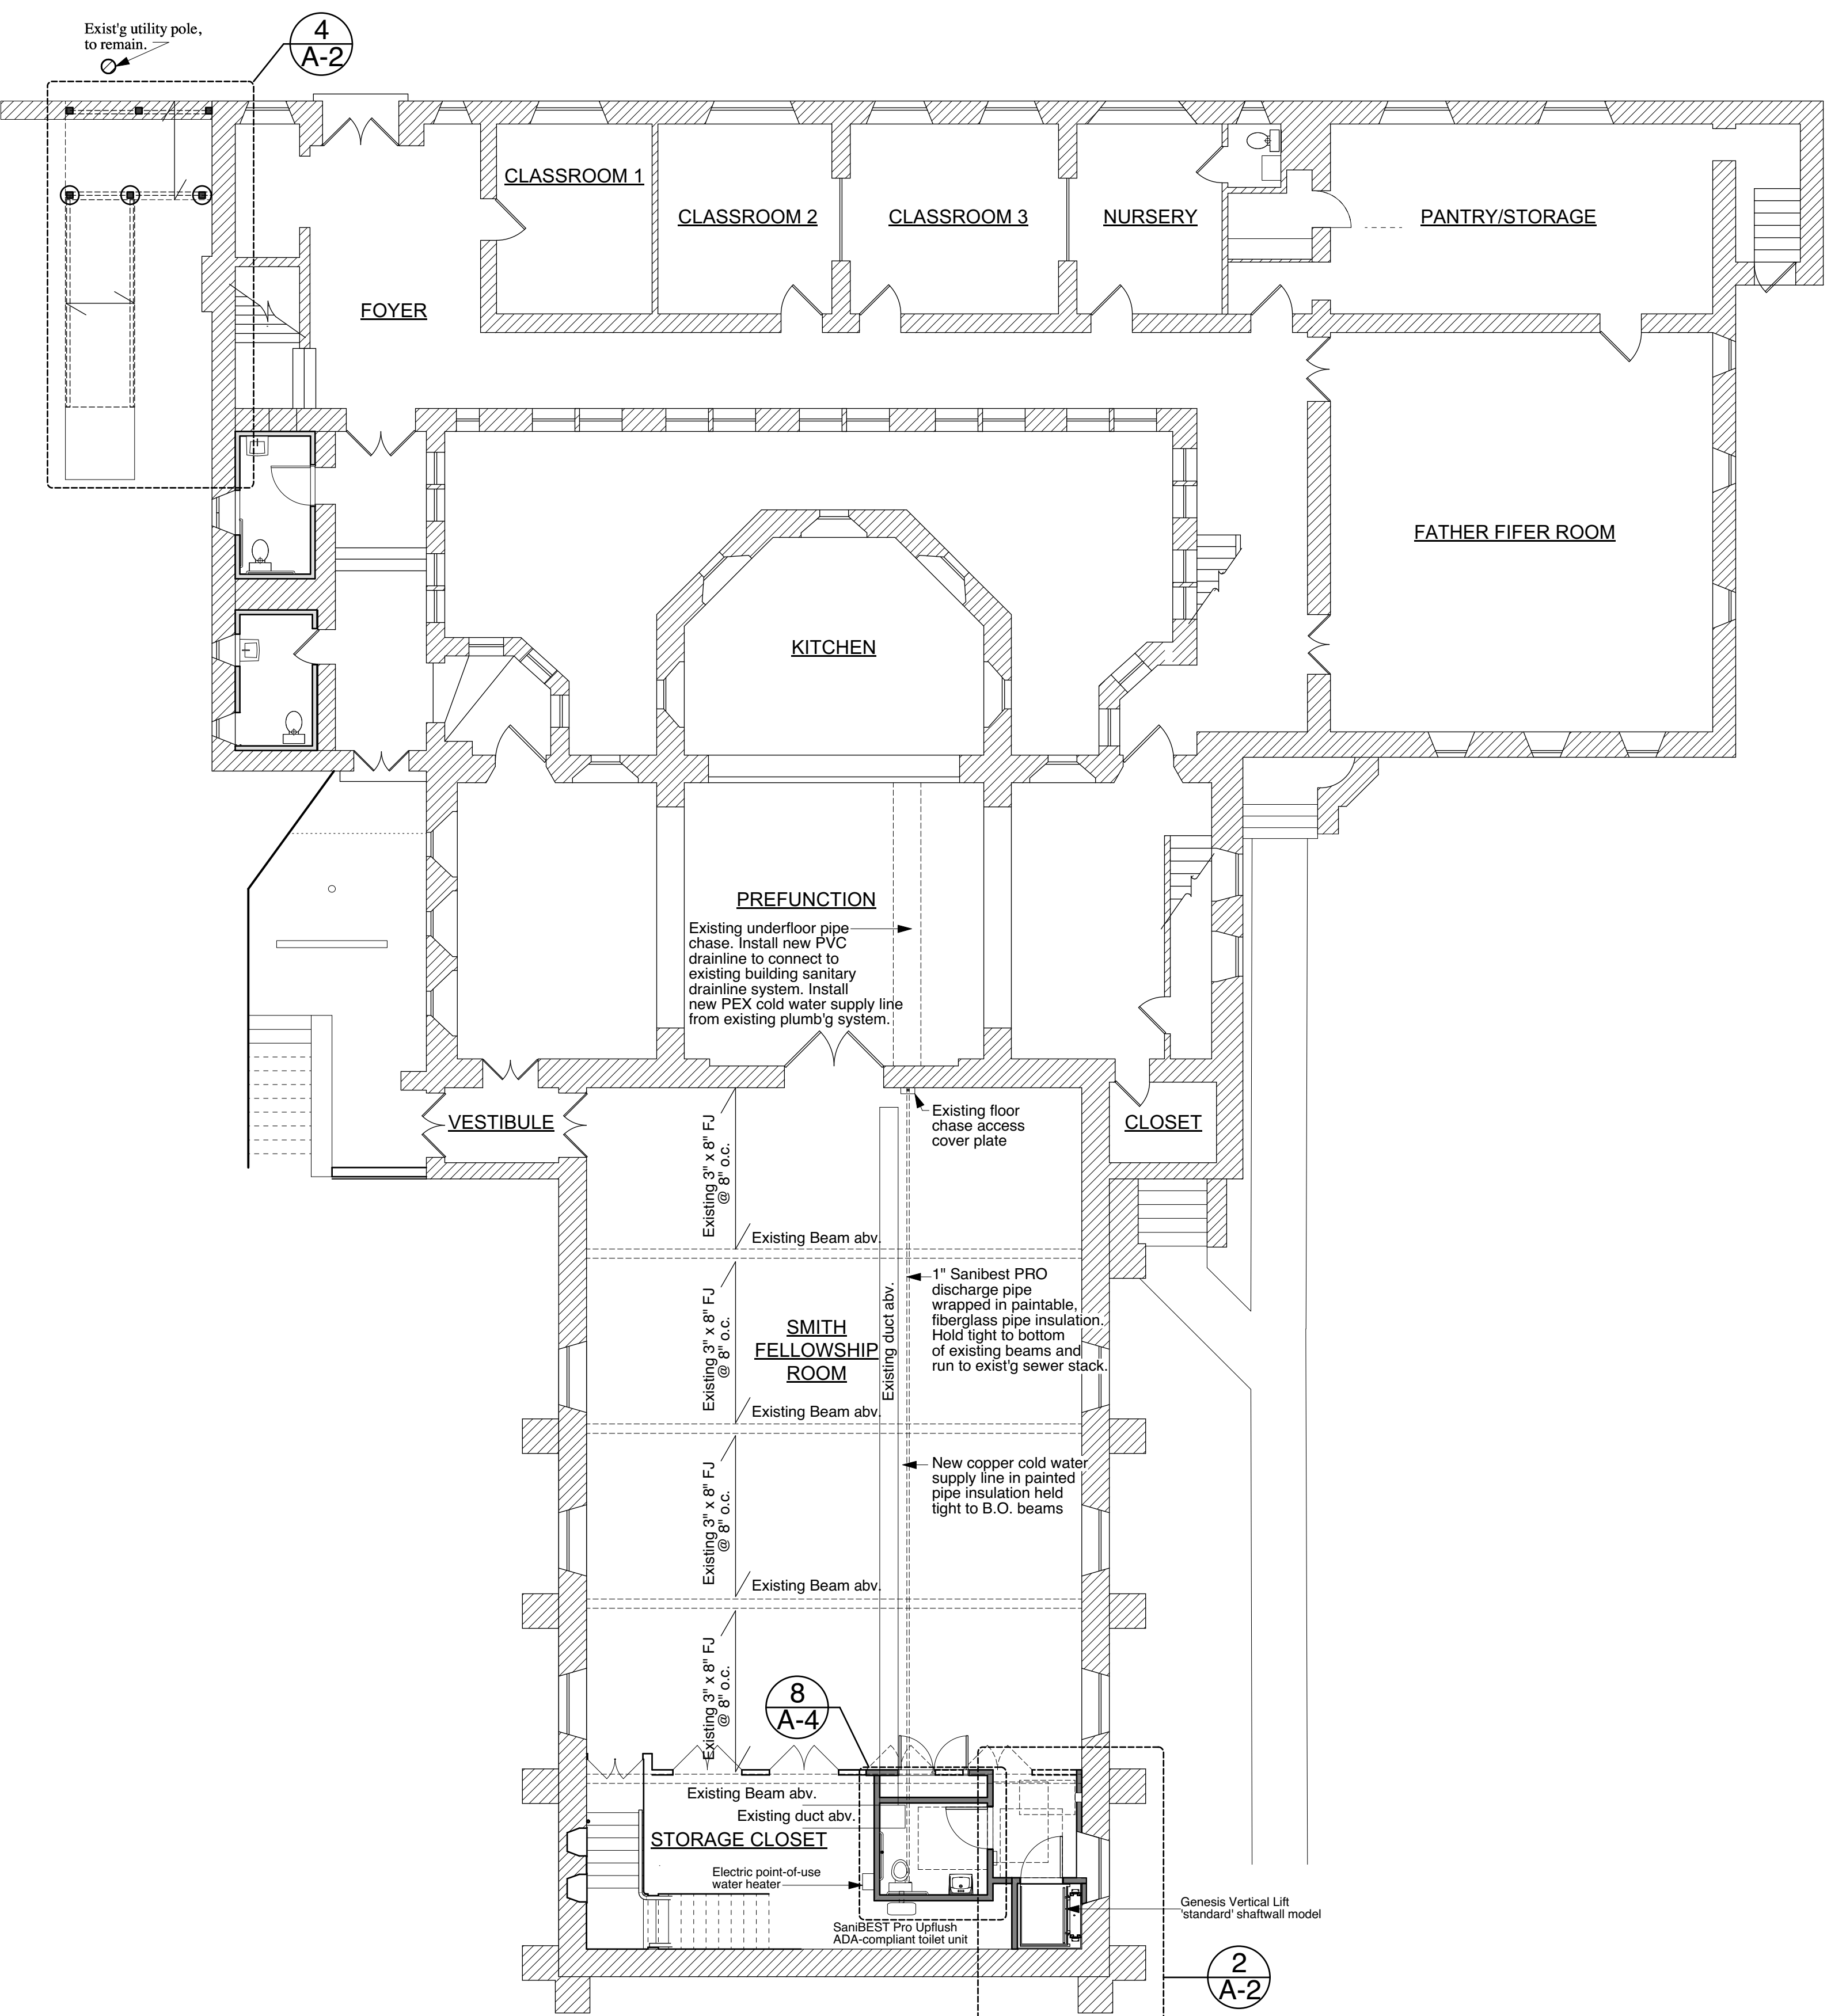 Exist'g utility pole,
to remain.
4
A-2
CLASSROOM 1
CLASSROOM 2
CLASSROOM 3
NURSERY
PANTRY/STORAGE
FOYER
FATHER FIFER ROOM
KITCHEN
PREFUNCTION
Existing underfloor pipe
chase. Install new PVC
drainline to connect to
existing building sanitary
drainline system. Install
new PEX cold water supply line
from existing plumb'g system.
VESTIBULE
Existing floor
chase access
cover plate
CLOSET
Existing 3" x 8" FJ
@ 8" o.c.
Existing Beam abv.
Existing 3" x 8" FJ
@ 8" o.c.
SMITH
FELLOWSHIP
ROOM
Existing duct abv.
1" Sanibest PRO
discharge pipe
wrapped in paintable,
fiberglass pipe insulation.
Hold tight to bottom
of existing beams and
run to exist'g sewer stack.
Existing Beam abv.
Existing 3" x 8" FJ
@ 8" o.c.
New copper cold water
supply line in painted
pipe insulation held
tight to B.O. beams
Existing Beam abv.
Existing 3" x 8" FJ
@ 8" o.c.
8
A-4
Existing Beam abv.
Existing duct abv.
STORAGE CLOSET
Electric point-of-use
water heater
SaniBEST Pro Upflush
ADA-compliant toilet unit
Genesis Vertical Lift
'standard' shaftwall model
2
A-2